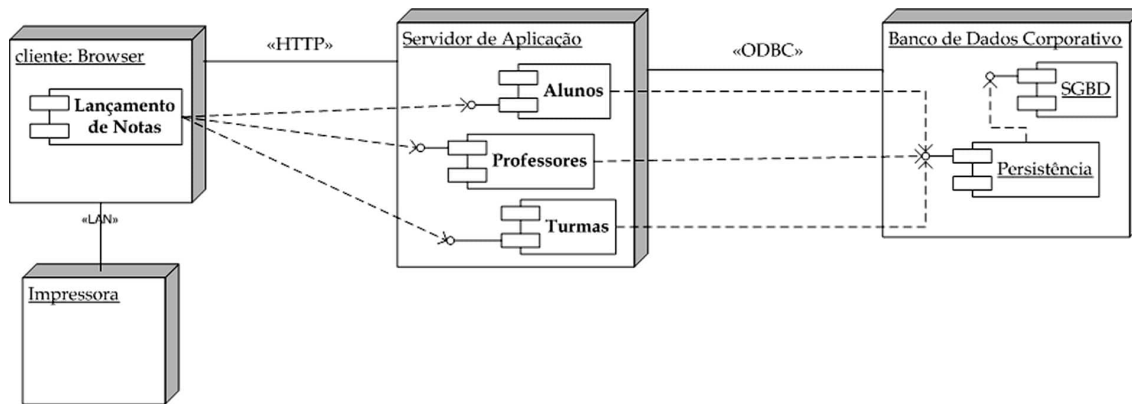 cliente: Browser
Lançamento
de Notas
«HTTP»
Servidor de Aplicação
Alunos
Professores
Turmas
«ODBC»
Banco de Dados Corporativo
SGBD
Persistência
«LAN»
Impressora